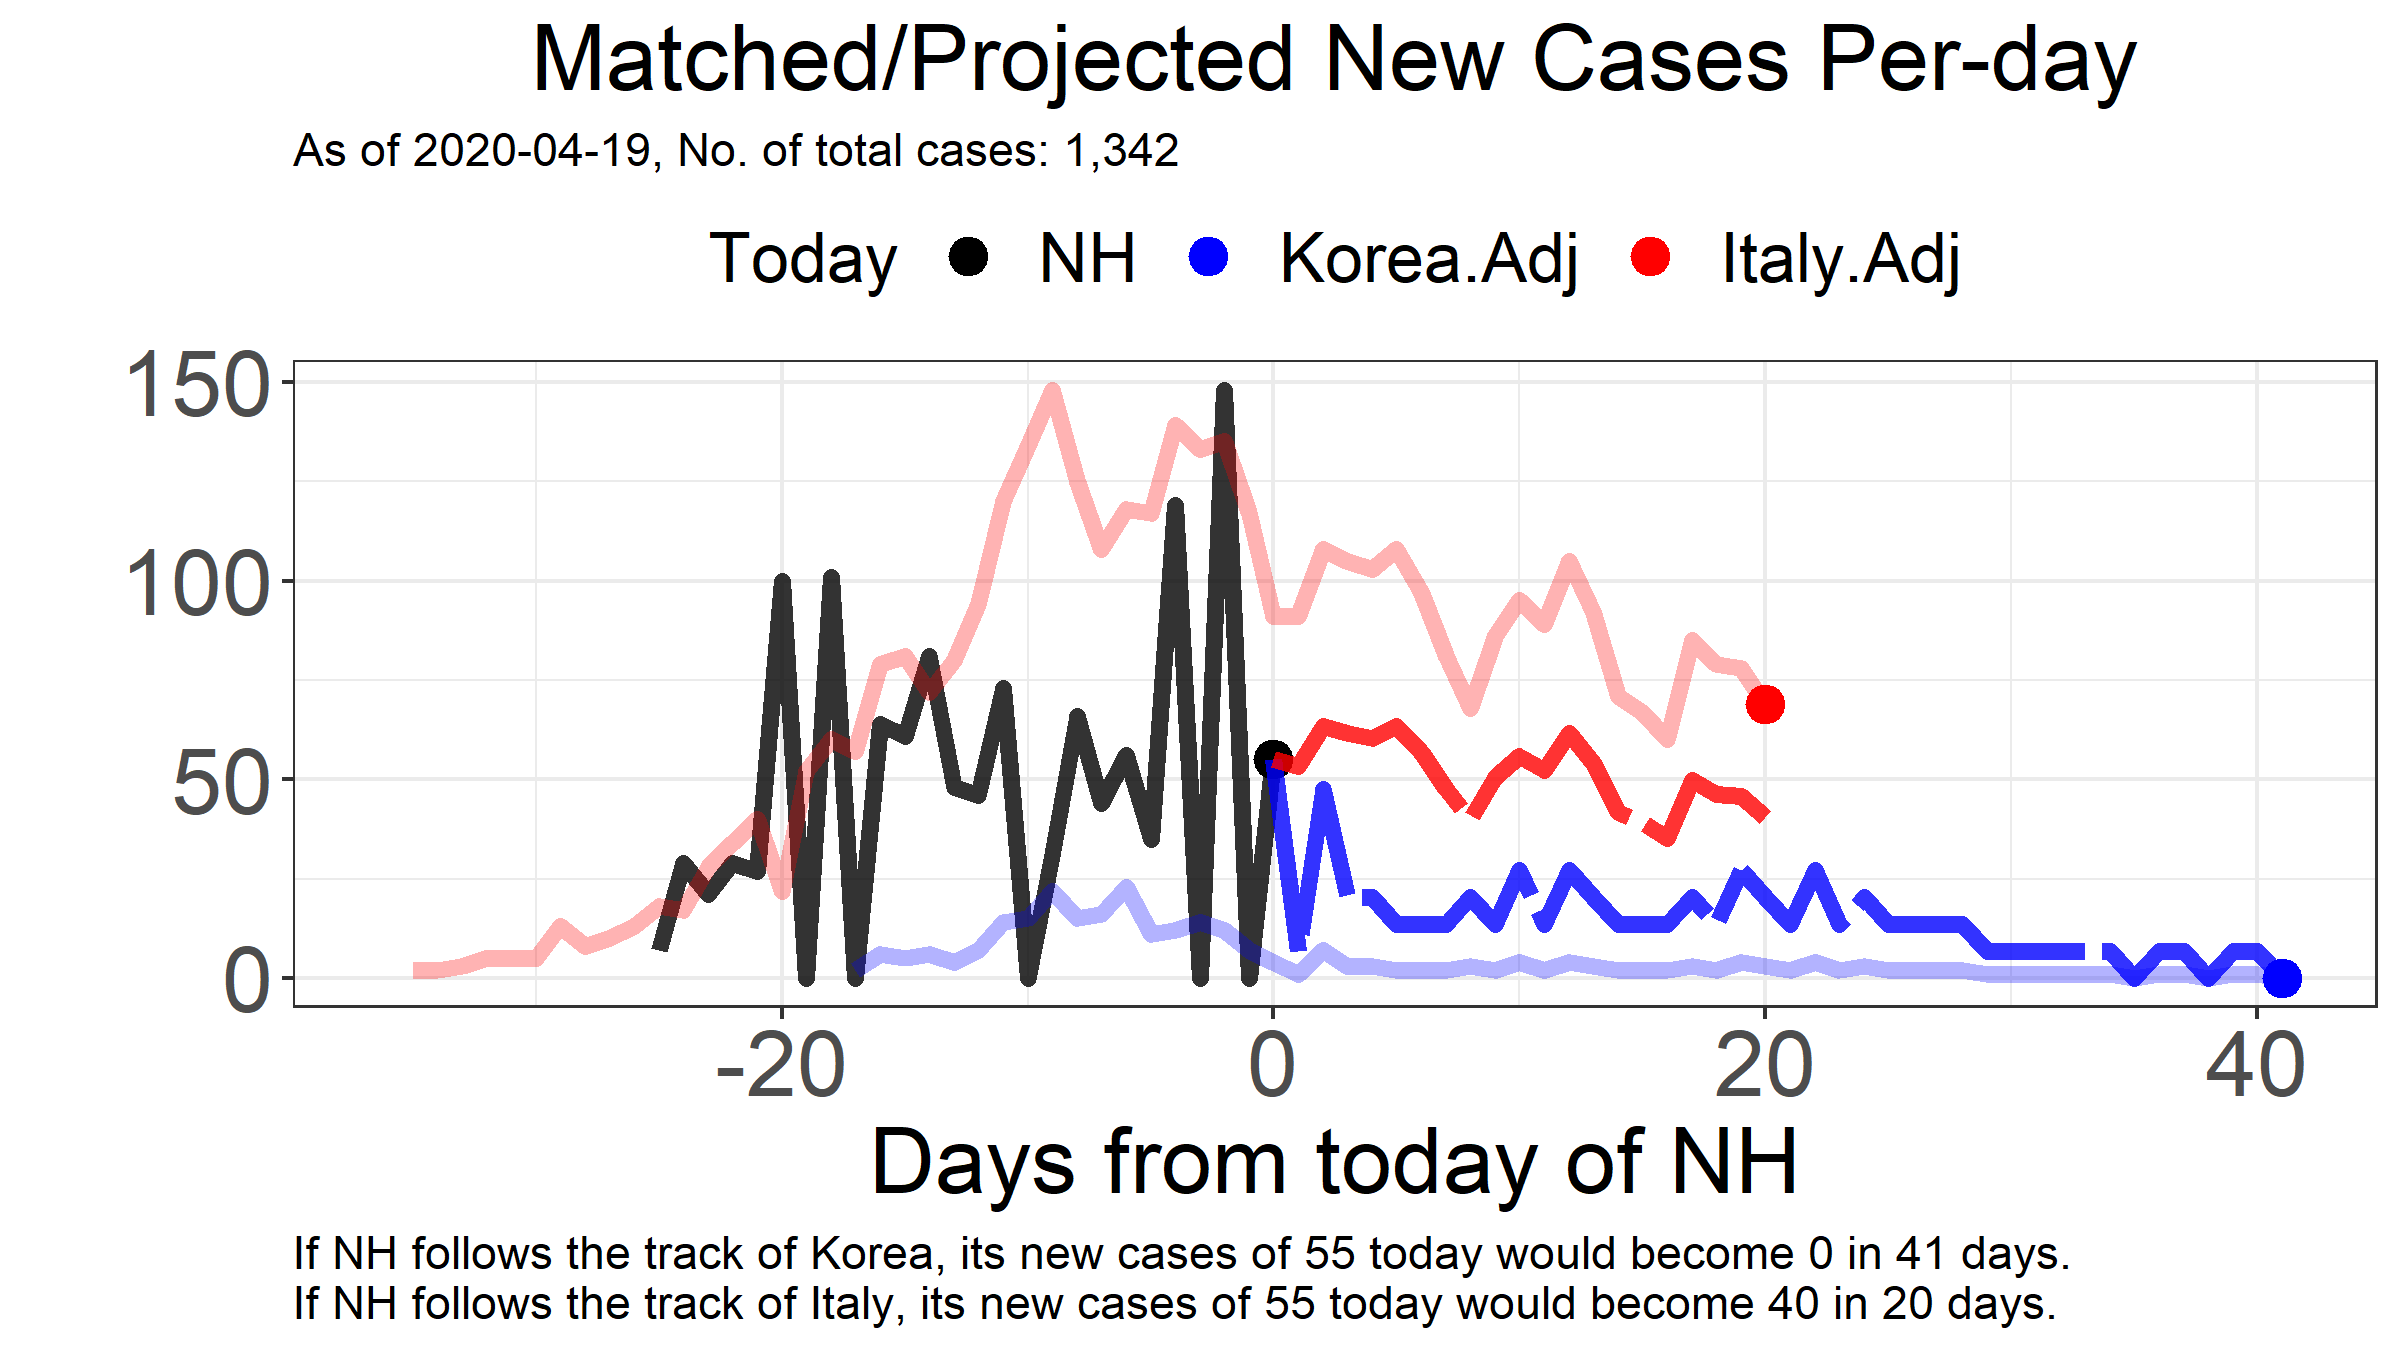 Matched/Projected New Cases Per-day
As of 2020-04-19, No. of total cases: 1,342
Today NH Korea.Adj Italy.Adj
150
100
50
0
-20 0 20 40
Days from today of NH
If NH follows the track of Korea, its new cases of 55 today would become 0 in 41 days.
If NH follows the track of Italy, its new cases of 55 today would become 40 in 20 days.